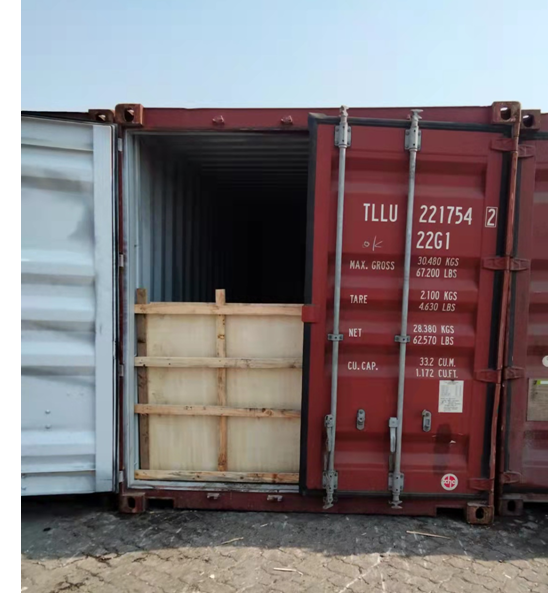 TLLU 221754 2
22G1
ok
MAX. GROSS 30.480 KGS
67.200 LBS
TARE 2.100 KGS
4.630 LBS
NET 28.380 KGS
62.570 LBS
CU.CAP. 33.2 CU.M.
1.172 CU.FT.